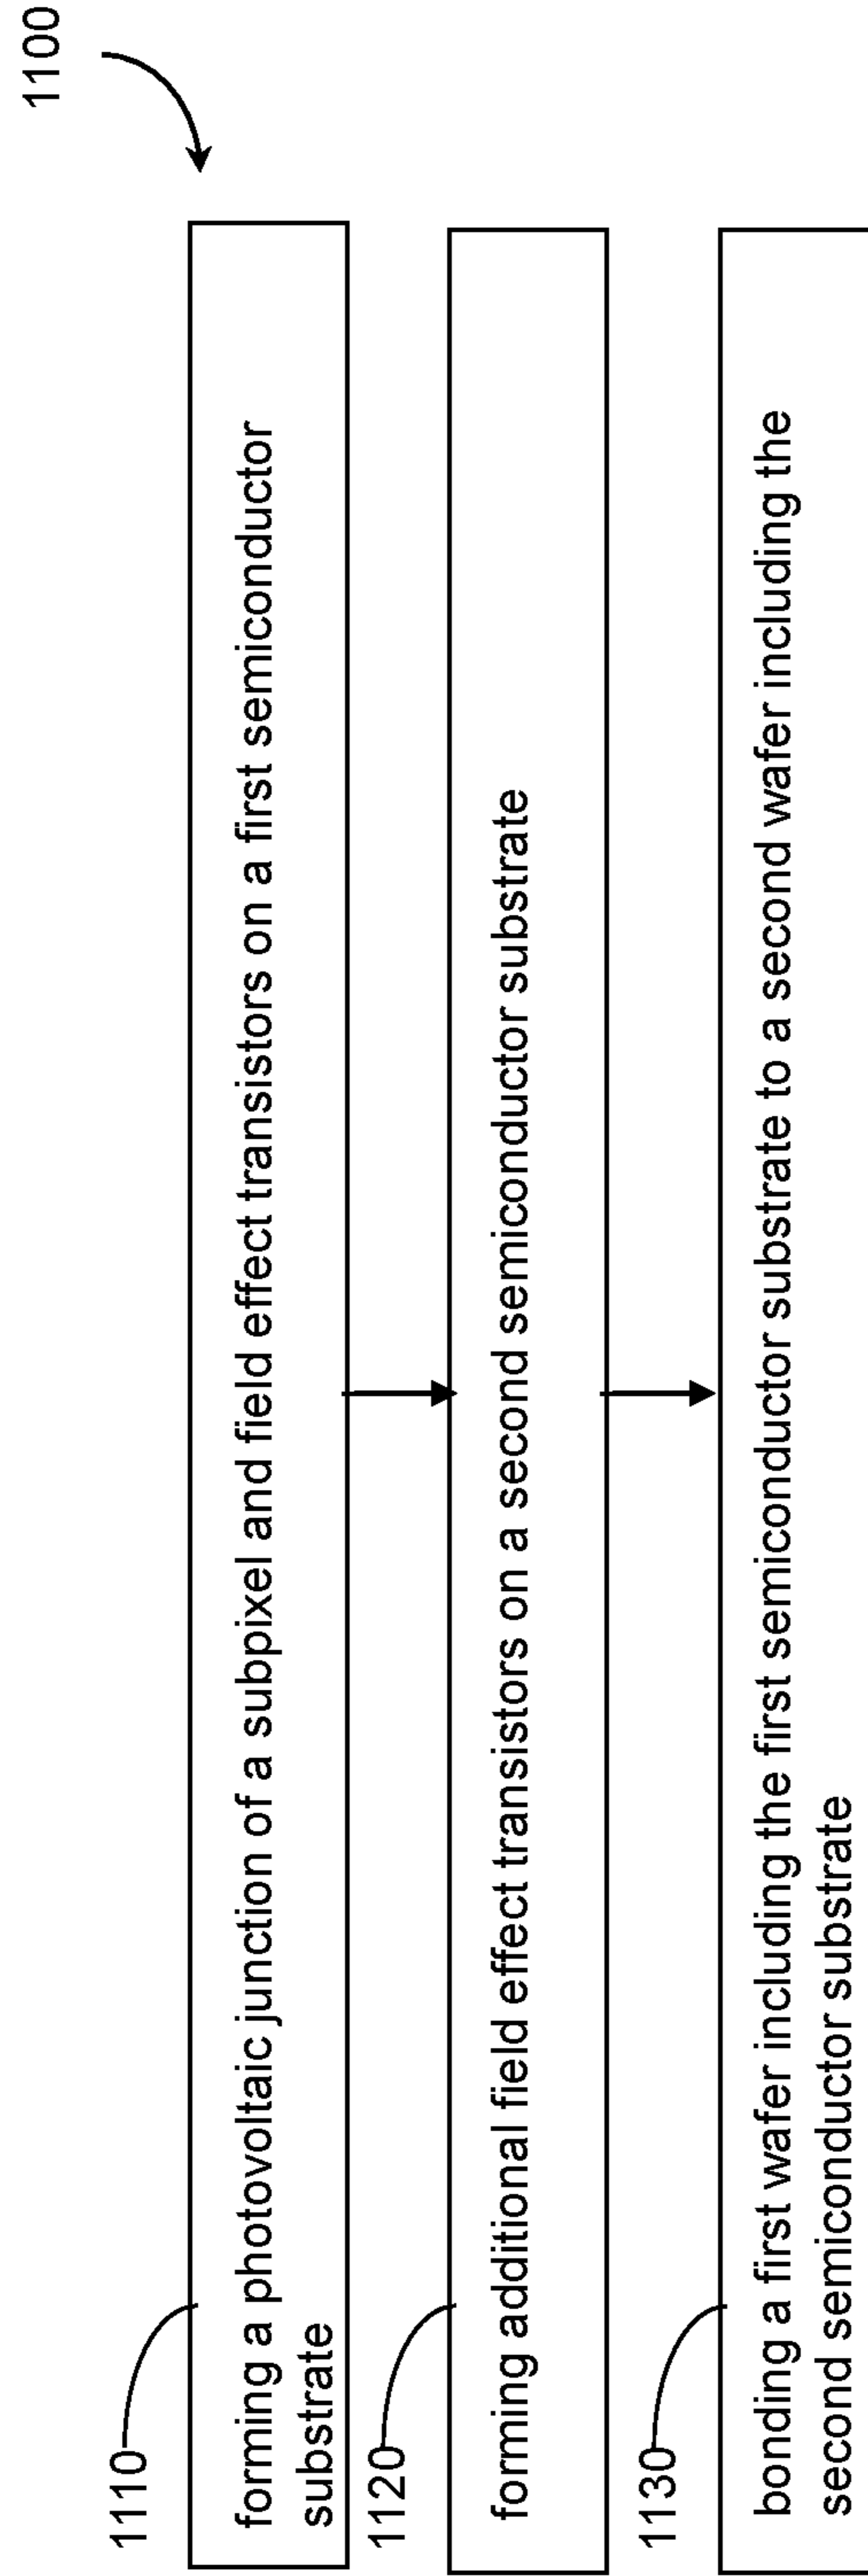 1100
1110
forming a photovoltaic junction of a subpixel and field effect transistors on a first semiconductor
substrate
1120
forming additional field effect transistors on a second semiconductor substrate
1130
bonding a first wafer including the first semiconductor substrate to a second wafer including the
second semiconductor substrate